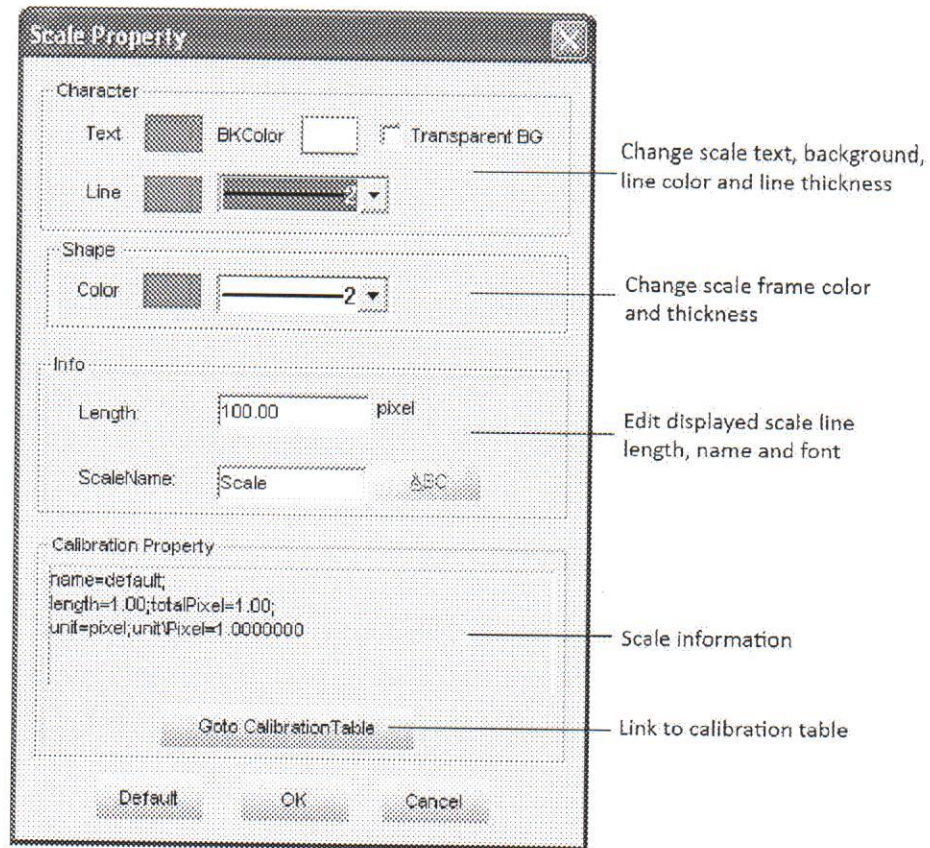 Scale Property
Character
Text BKColor Transparent BG
Line 2
Change scale text, background,
line color and line thickness
Shape
Color 2
Change scale frame color
and thickness
Info
Length: 100.00 pixel
ScaleName: Scale ABC
Edit displayed scale line
length, name and font
Calibration Property
name=default;
length=1.00;totalPixel=1.00;
unit=pixel;unit\Pixel=1.0000000
Scale information
Goto CalibrationTable
Link to calibration table
Default OK Cancel